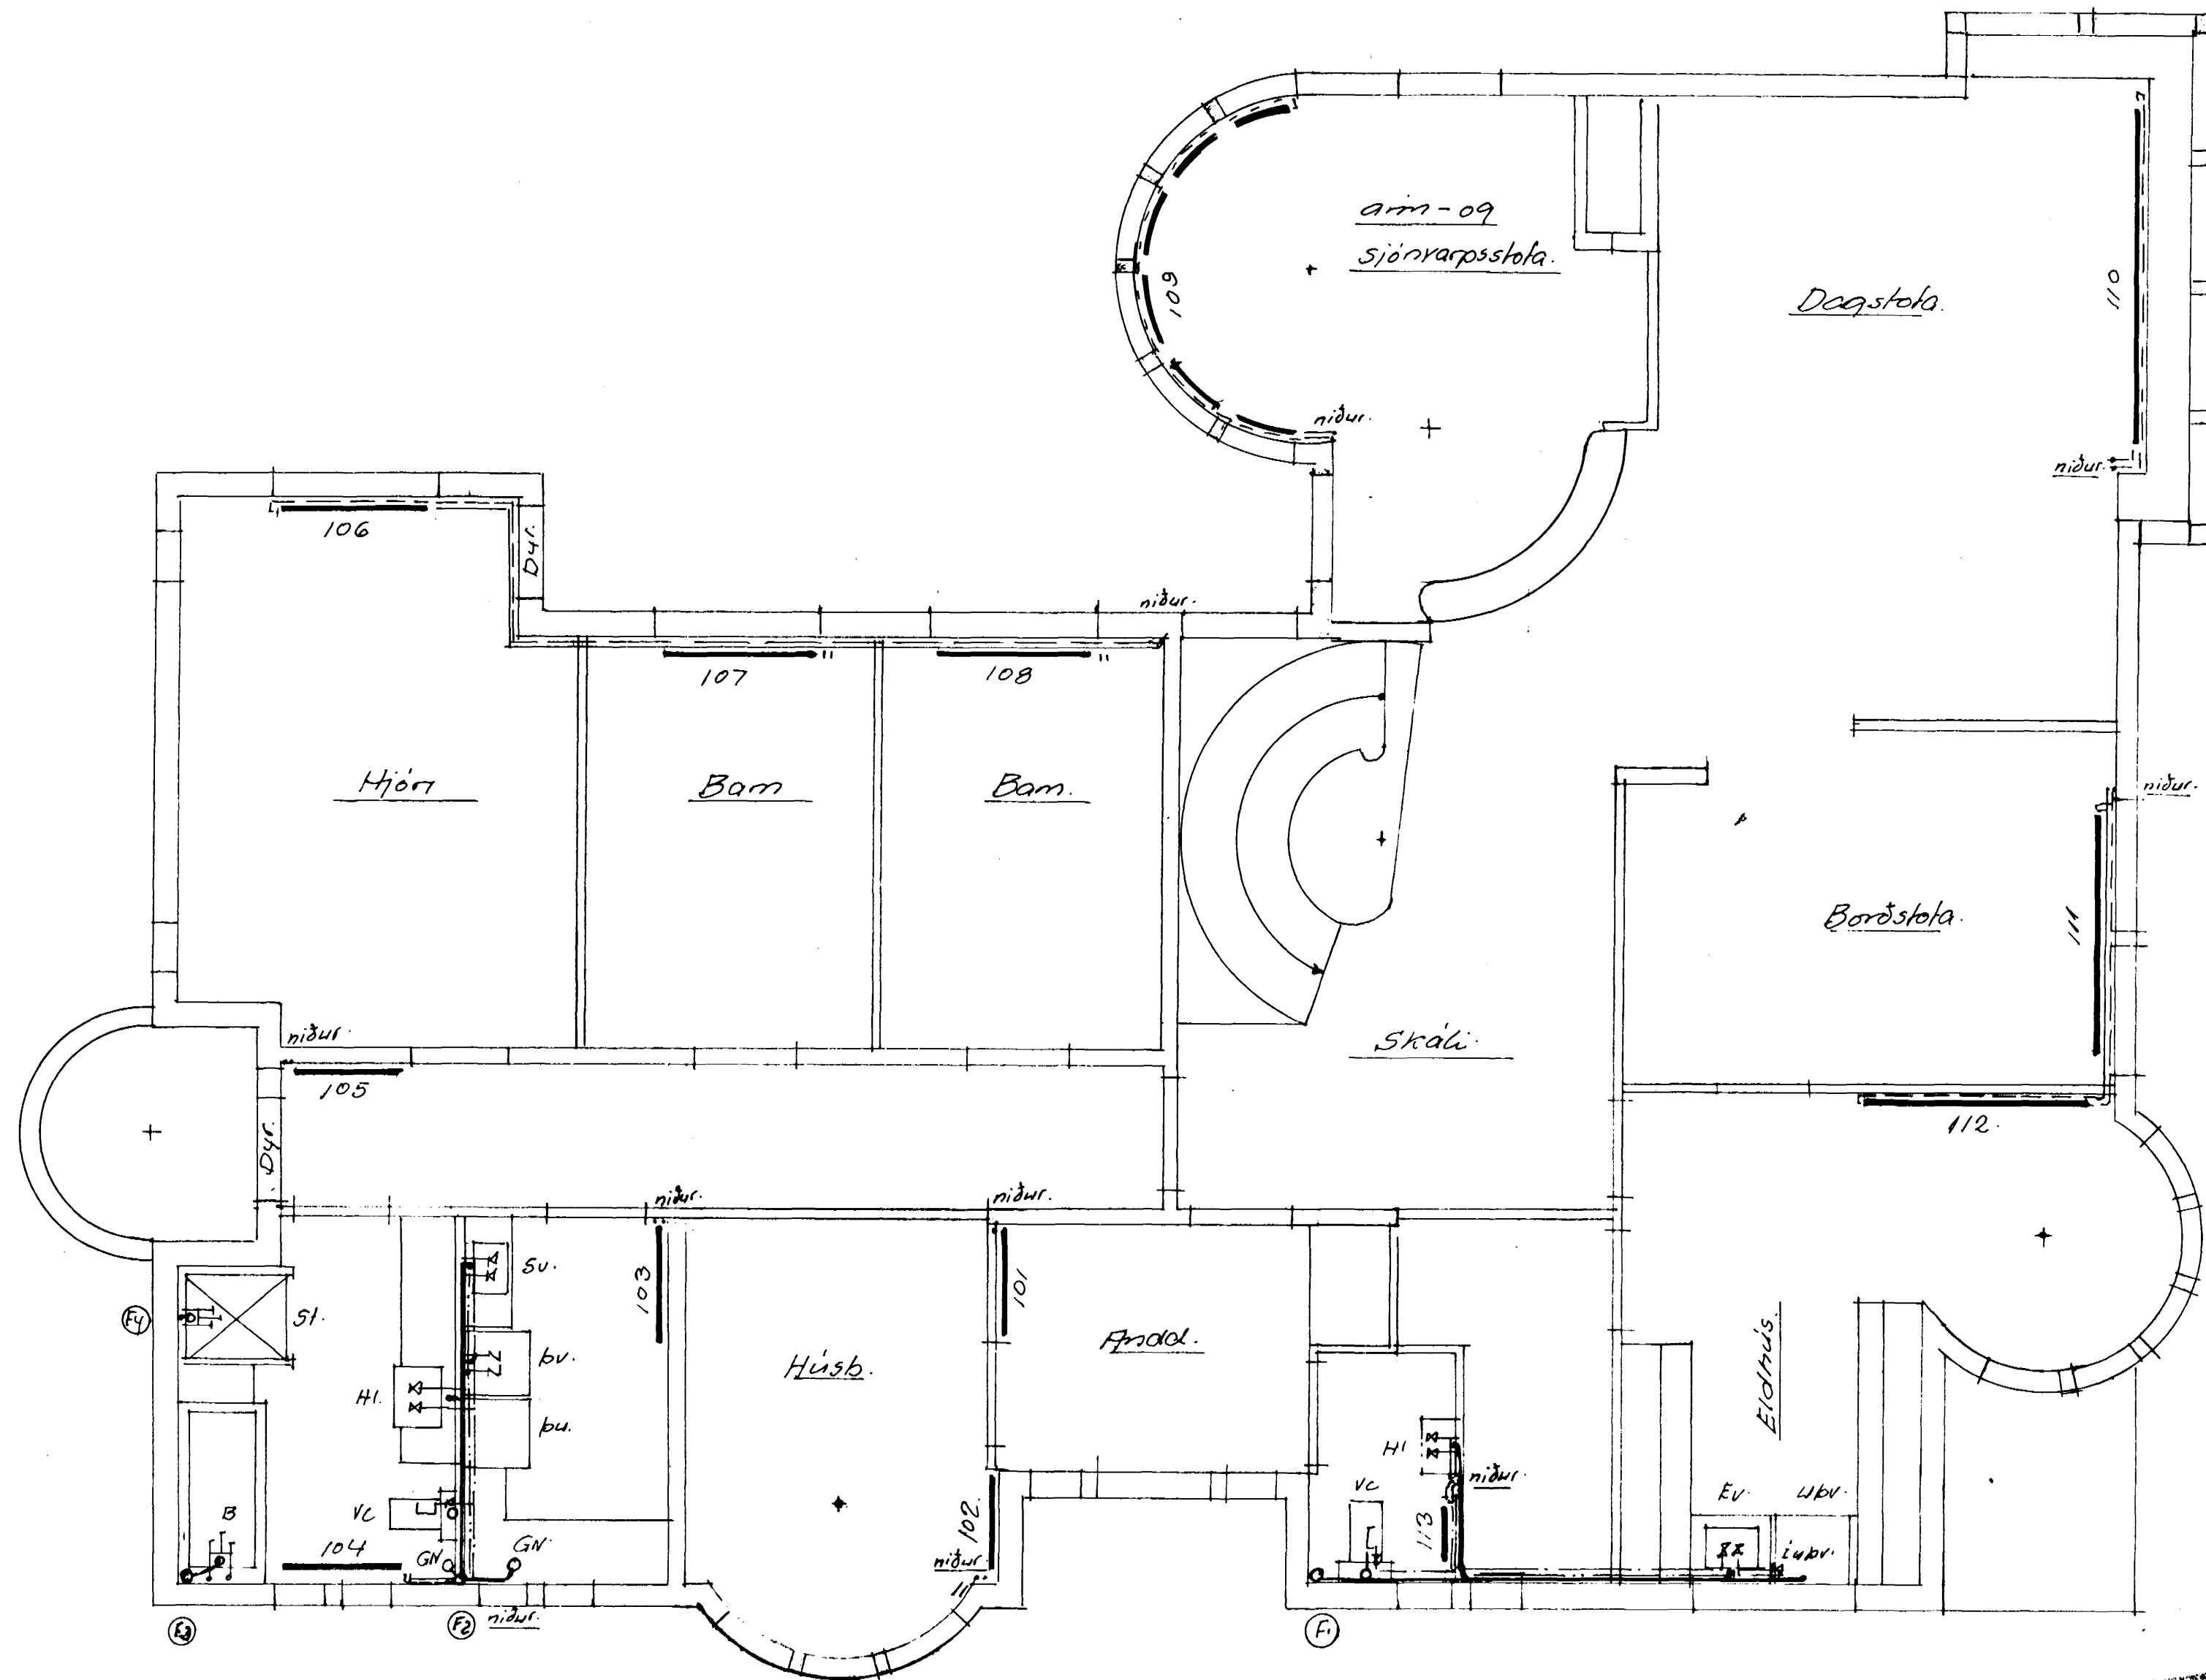 arin-og
sjónvarpsstofa.
109
Dagstofa.
110
niður.
niður.
106
Dyr.
niður.
107
108
Hjón
Barn
Barn.
niður.
Borðstofa.
111
Skáli.
niður.
105
Dyr.
112.
niður.
niður.
Sv.
103
101
F4
St.
þv.
Húsb.
Andd.
Eldhús.
Hl.
þu.
Hl
niður.
B
VC
102
VC
113
Ev.
uþv.
104
GN
GN.
niður.
iuþv.
F3
F2
niður.
F1